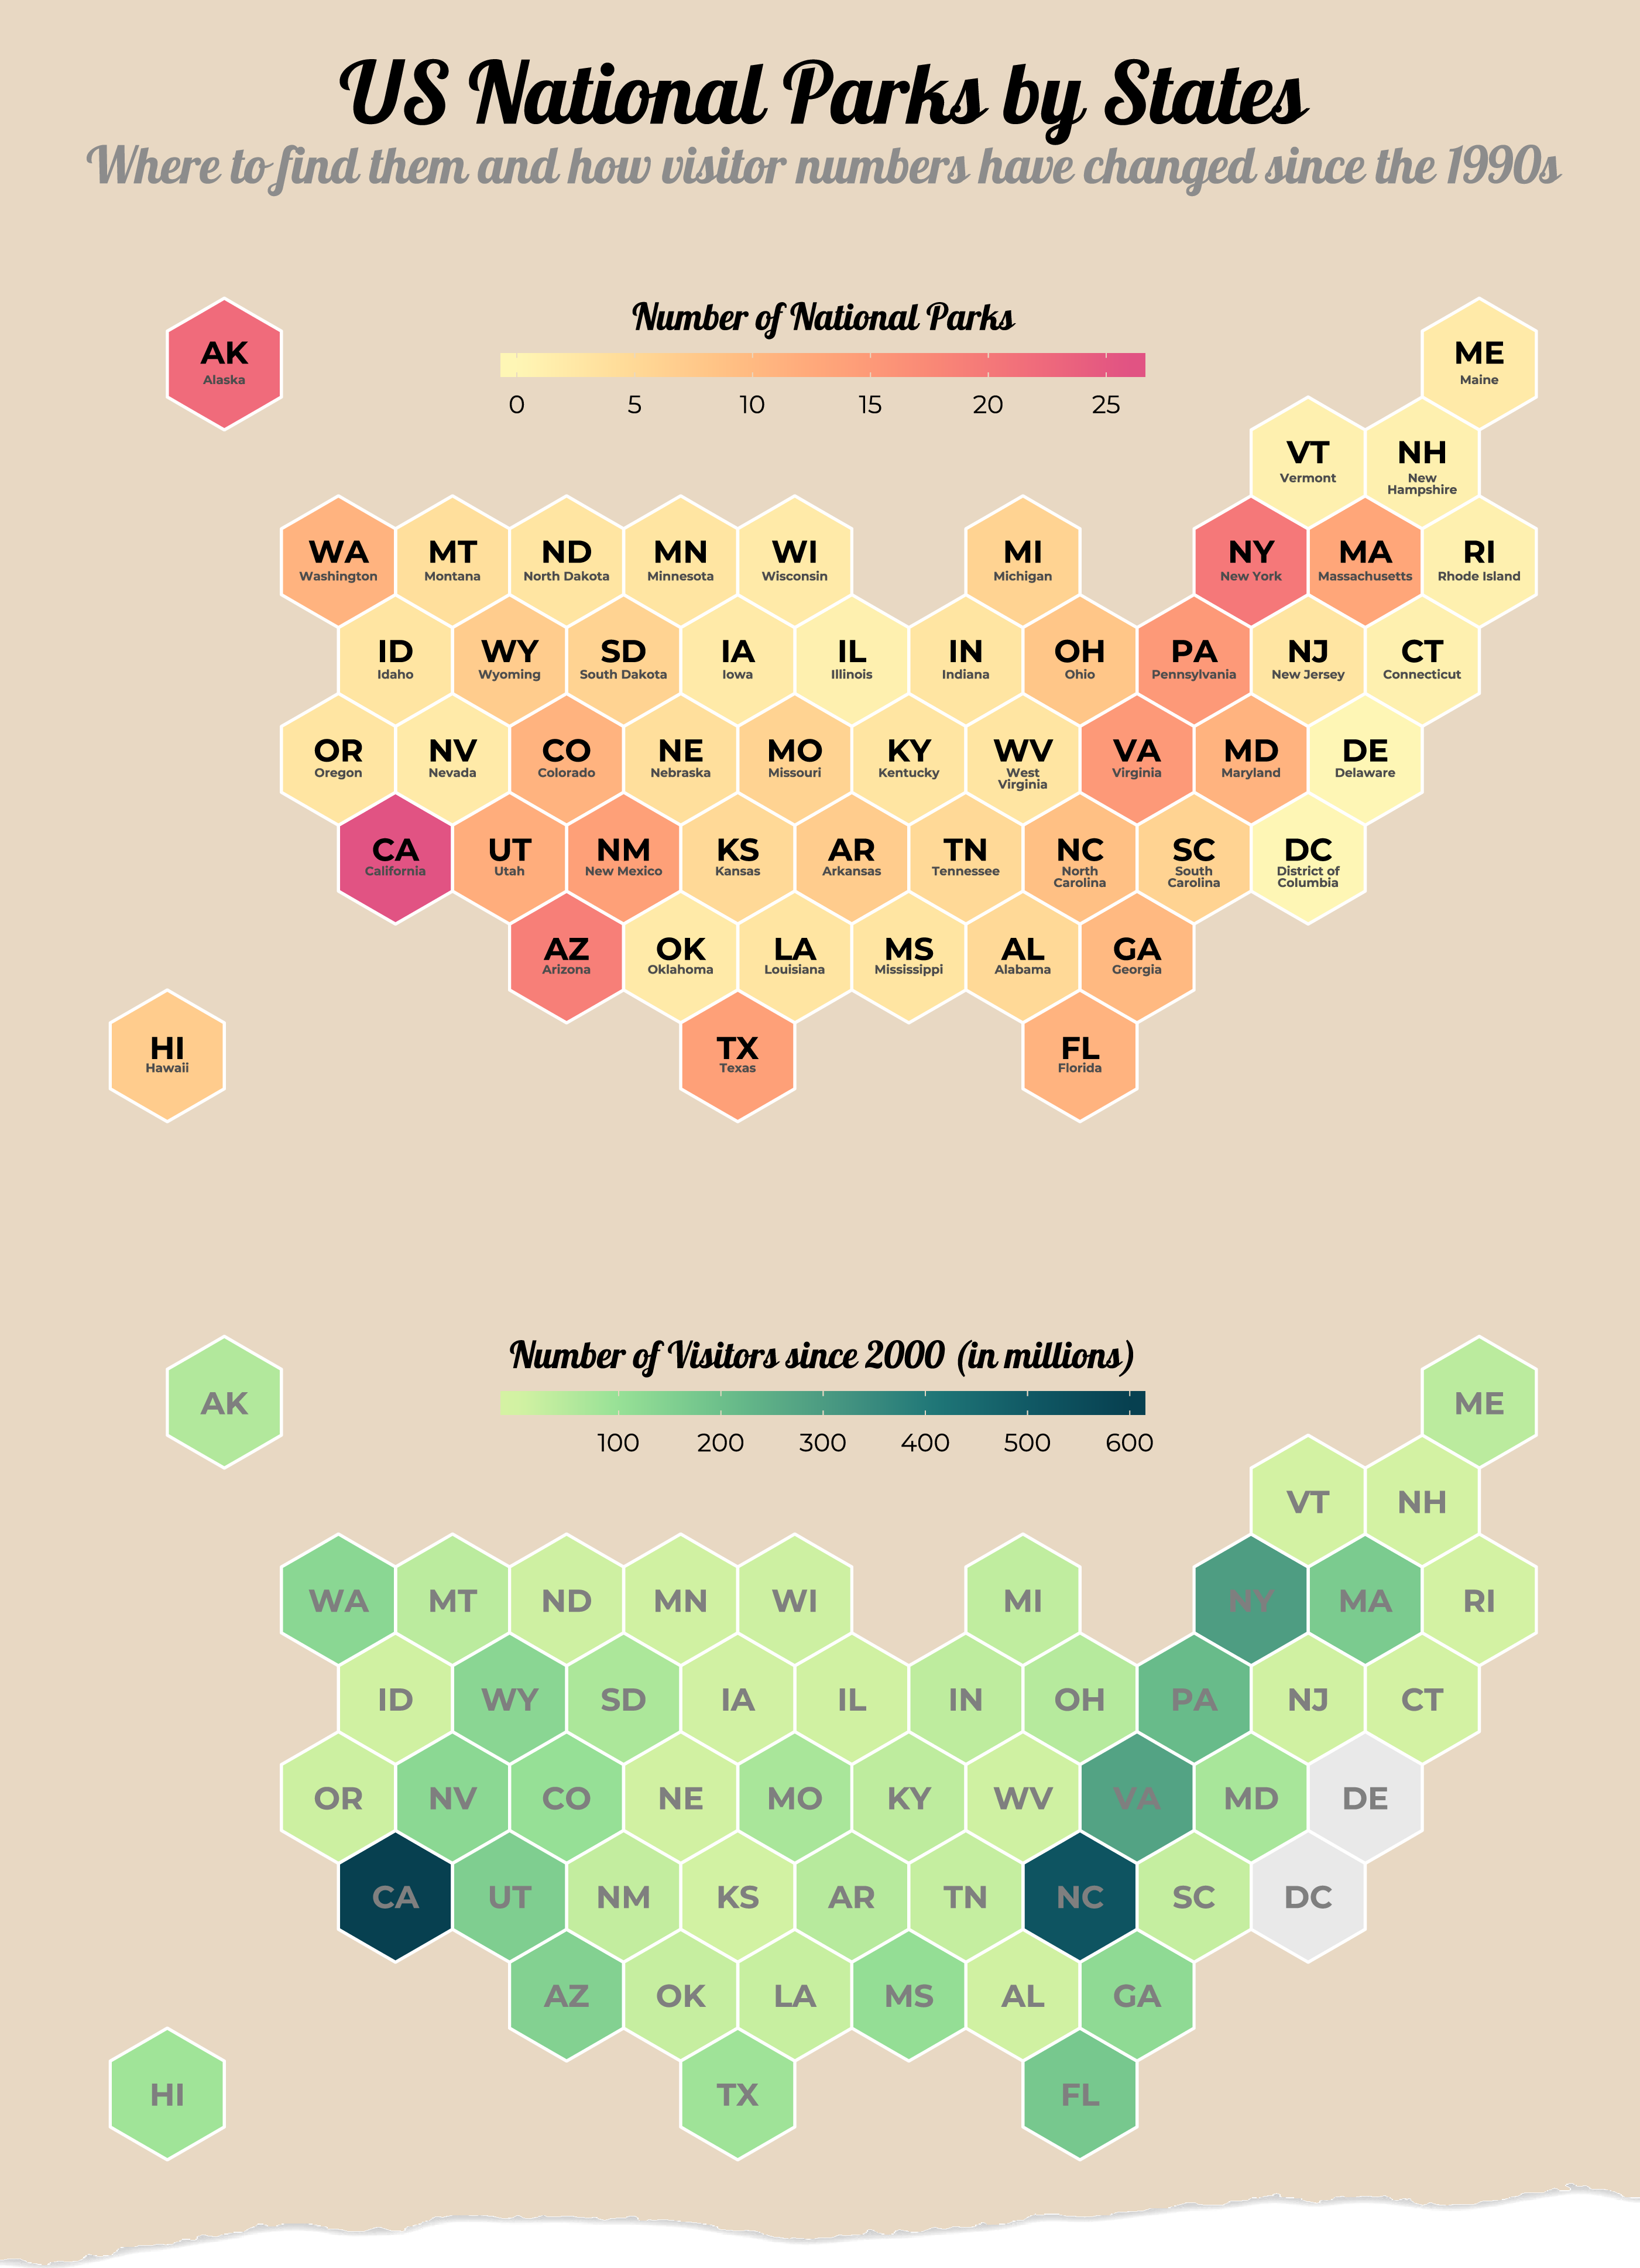 US National Parks by States
Where to find them and how visitor numbers have changed since the 1990s
Number of National Parks
0 5 10 15 20 25
AK
Alaska
ME
Maine
VT
Vermont
NH
New
Hampshire
WA
Washington
MT
Montana
ND
North Dakota
MN
Minnesota
WI
Wisconsin
MI
Michigan
NY
New York
MA
Massachusetts
RI
Rhode Island
ID
Idaho
WY
Wyoming
SD
South Dakota
IA
Iowa
IL
Illinois
IN
Indiana
OH
Ohio
PA
Pennsylvania
NJ
New Jersey
CT
Connecticut
OR
Oregon
NV
Nevada
CO
Colorado
NE
Nebraska
MO
Missouri
KY
Kentucky
WV
West
Virginia
VA
Virginia
MD
Maryland
DE
Delaware
CA
California
UT
Utah
NM
New Mexico
KS
Kansas
AR
Arkansas
TN
Tennessee
NC
North
Carolina
SC
South
Carolina
DC
District of
Columbia
AZ
Arizona
OK
Oklahoma
LA
Louisiana
MS
Mississippi
AL
Alabama
GA
Georgia
HI
Hawaii
TX
Texas
FL
Florida
Number of Visitors since 2000 (in millions)
100 200 300 400 500 600
AK
ME
VT
NH
WA
MT
ND
MN
WI
MI
NY
MA
RI
ID
WY
SD
IA
IL
IN
OH
PA
NJ
CT
OR
NV
CO
NE
MO
KY
WV
VA
MD
DE
CA
UT
NM
KS
AR
TN
NC
SC
DC
AZ
OK
LA
MS
AL
GA
HI
TX
FL